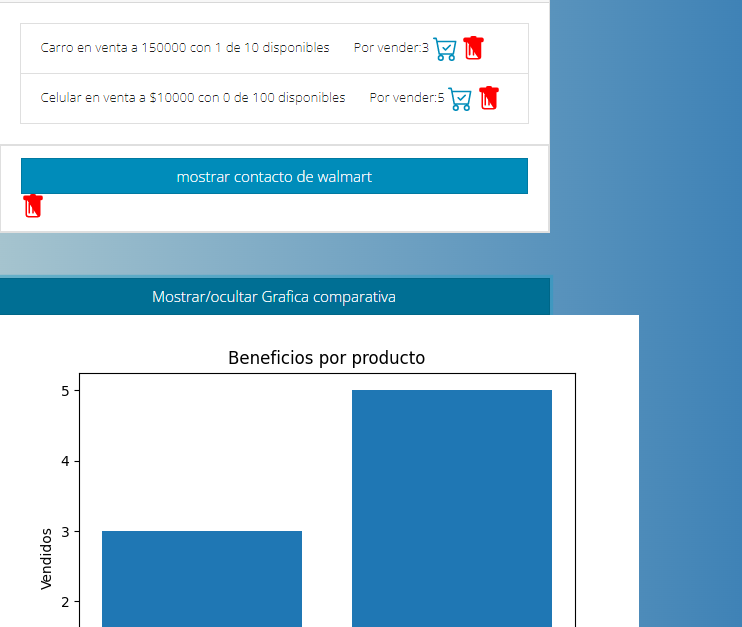 Carro en venta a 150000 con 1 de 10 disponibles Por vender:3
Celular en venta a $10000 con 0 de 100 disponibles Por vender:5
mostrar contacto de walmart
Mostrar/ocultar Grafica comparativa
Beneficios por producto
5
4
3
2
Vendidos